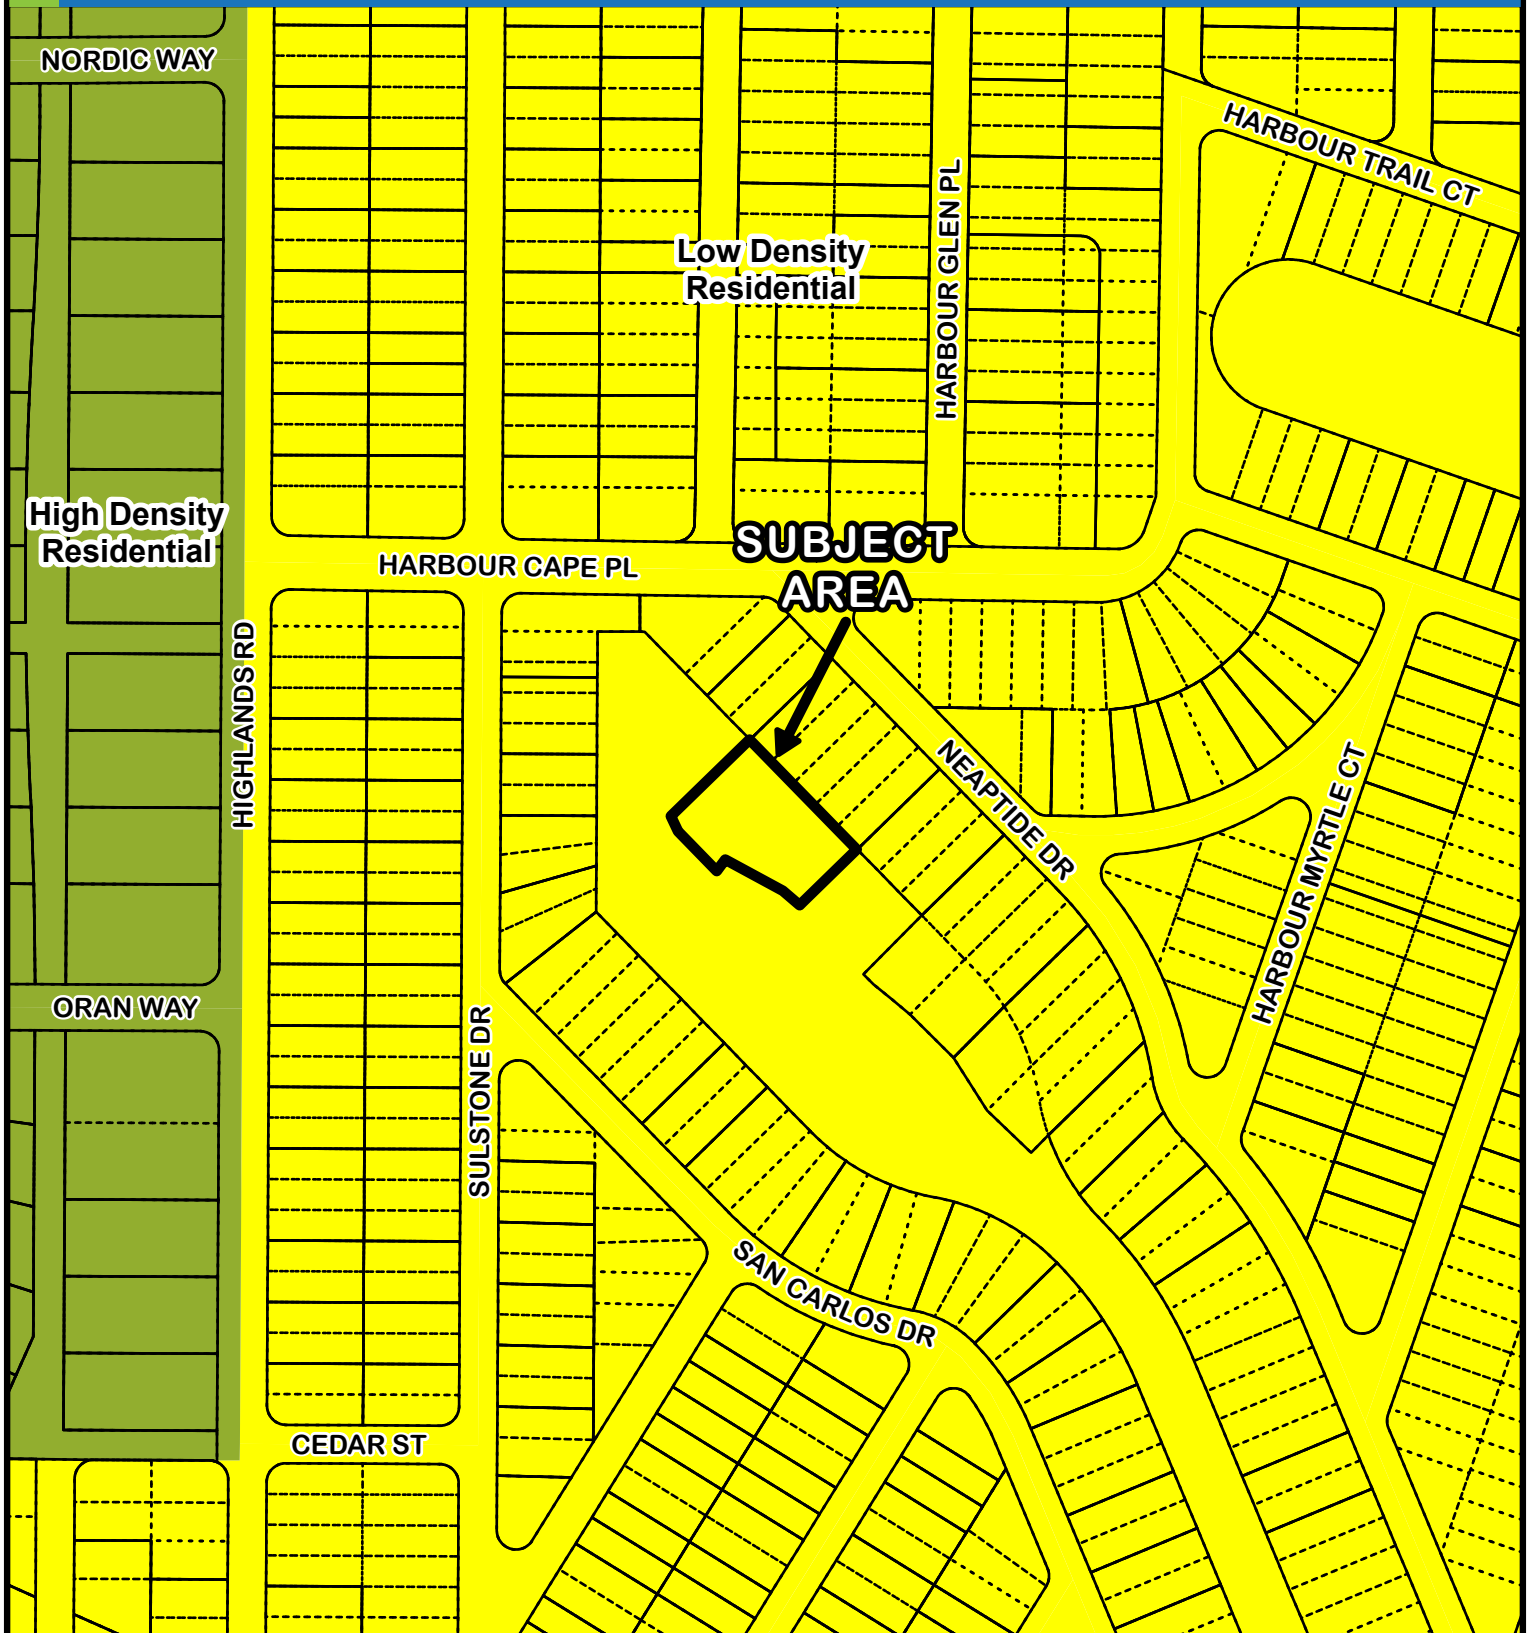 NORDIC WAY
HARBOUR TRAIL CT
Low Density
Residential
HARBOUR GLEN PL
High Density
Residential
SUBJECT
AREA
HARBOUR CAPE PL
HIGHLANDS RD
NEAPTIDE DR
HARBOUR MYRTLE CT
ORAN WAY
SULSTONE DR
SAN CARLOS DR
CEDAR ST